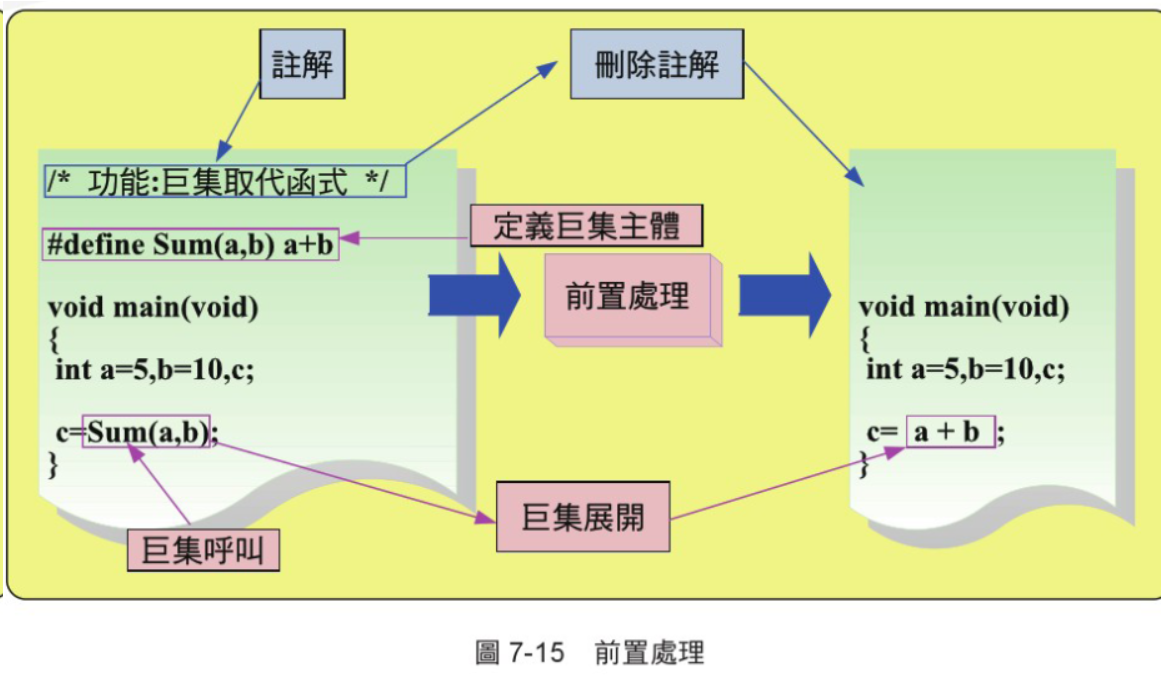 註解
刪除註解
/* 功能:巨集取代函式 */
#define Sum(a,b) a+b
定義巨集主體
void main(void)
{
int a=5,b=10,c;
c=Sum(a,b);
}
巨集呼叫
前置處理
巨集展開
void main(void)
{
int a=5,b=10,c;
c= a + b ;
}
圖 7-15 前置處理